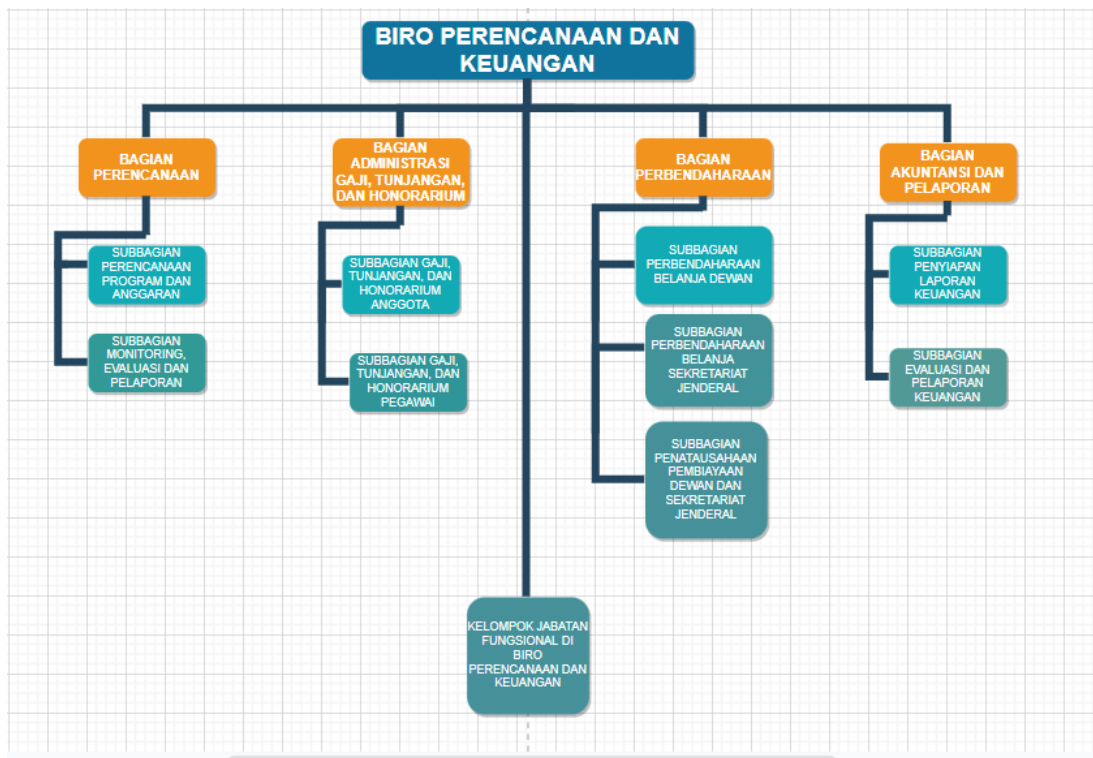 BIRO PERENCANAAN DAN
KEUANGAN
BAGIAN
PERENCANAAN
SUBBAGIAN
PERENCANAAN
PROGRAM DAN
ANGGARAN
SUBBAGIAN
MONITORING,
EVALUASI DAN
PELAPORAN
BAGIAN
ADMINISTRASI
GAJI, TUNJANGAN,
DAN HONORARIUM
SUBBAGIAN GAJI,
TUNJANGAN, DAN
HONORARIUM
ANGGOTA
SUBBAGIAN GAJI,
TUNJANGAN, DAN
HONORARIUM
PEGAWAI
BAGIAN
PERBENDAHARAAN
SUBBAGIAN
PERBENDAHARAAN
BELANJA DEWAN
SUBBAGIAN
PERBENDAHARAAN
BELANJA
SEKRETARIAT
JENDERAL
SUBBAGIAN
PENATAUSAHAAN
PEMBIAYAAN
DEWAN DAN
SEKRETARIAT
JENDERAL
BAGIAN
AKUNTANSI DAN
PELAPORAN
SUBBAGIAN
PENYIAPAN
LAPORAN
KEUANGAN
SUBBAGIAN
EVALUASI DAN
PELAPORAN
KEUANGAN
KELOMPOK JABATAN
FUNGSIONAL DI
BIRO
PERENCANAAN DAN
KEUANGAN